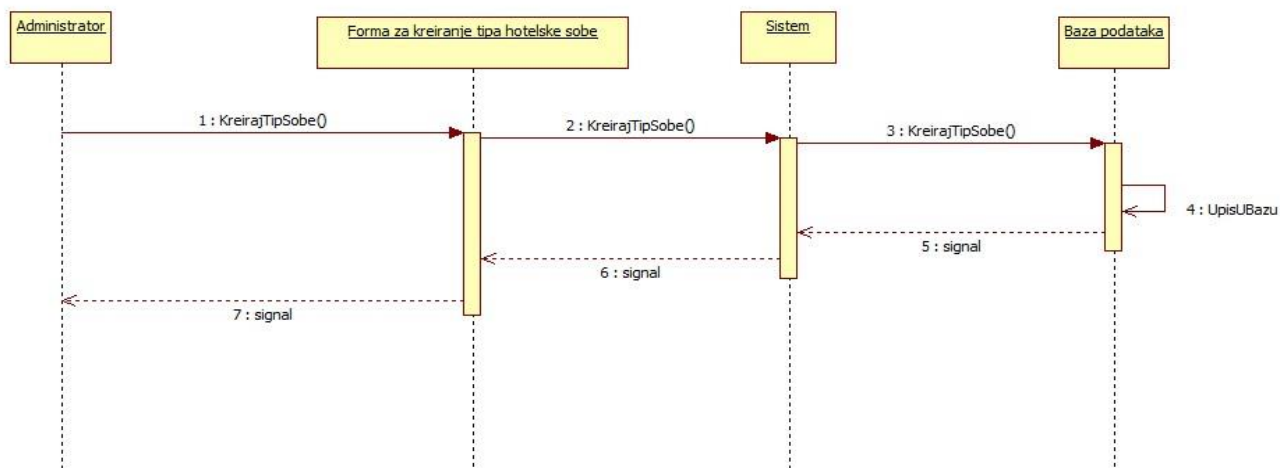 Administrator
Forma za kreiranje tipa hotelske sobe
Sistem
Baza podataka
1 : KreirajTipSobe()
2 : KreirajTipSobe()
3 : KreirajTipSobe()
4 : UpisUBazu
5 : signal
6 : signal
7 : signal